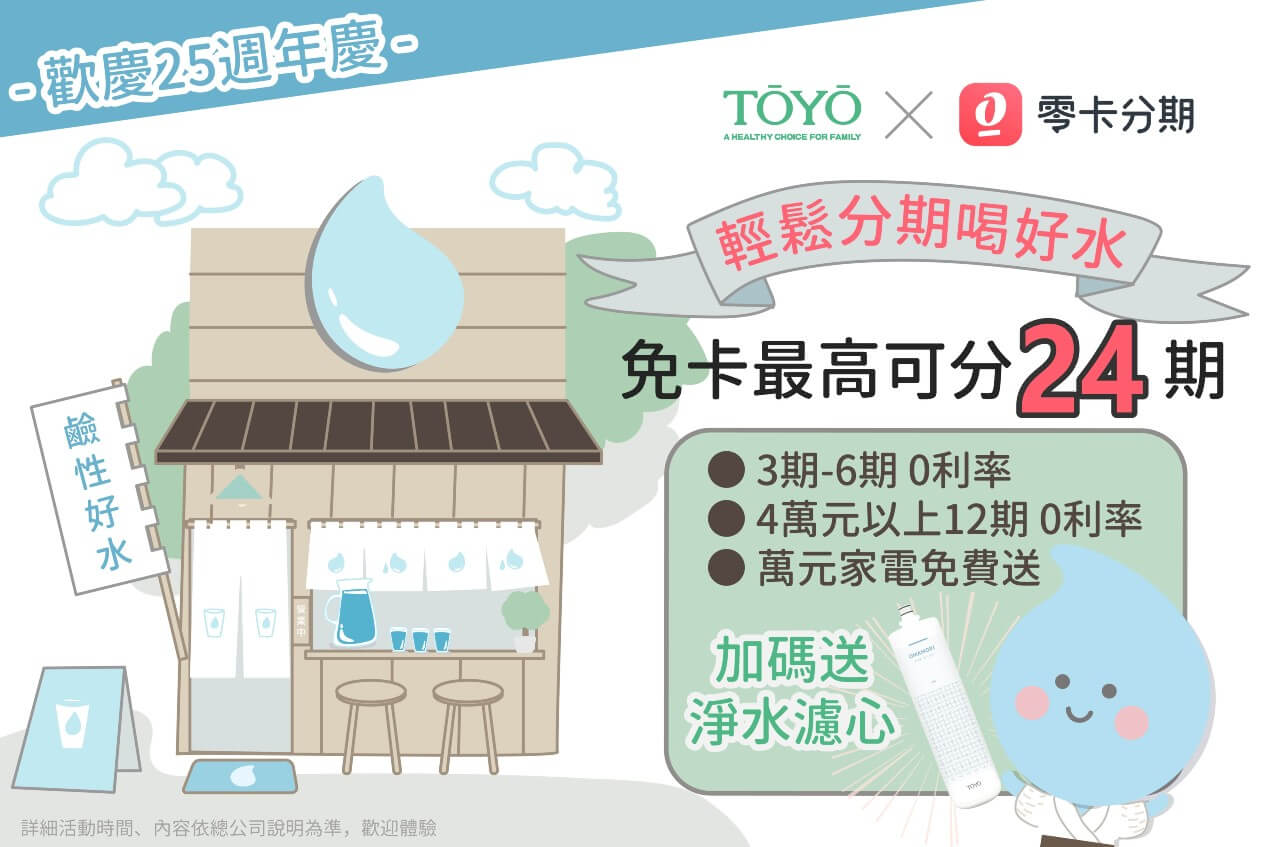 - 歡慶25週年慶 -
TŌYŌ
A HEALTHY CHOICE FOR FAMILY
零卡分期
輕鬆分期喝好水
免卡最高可分24期
● 3期-6期 0利率
● 4萬元以上12期 0利率
● 萬元家電免費送
加碼送
淨水濾心
TOYO
鹼性好水
營業中
詳細活動時間、內容依總公司說明為準，歡迎體驗